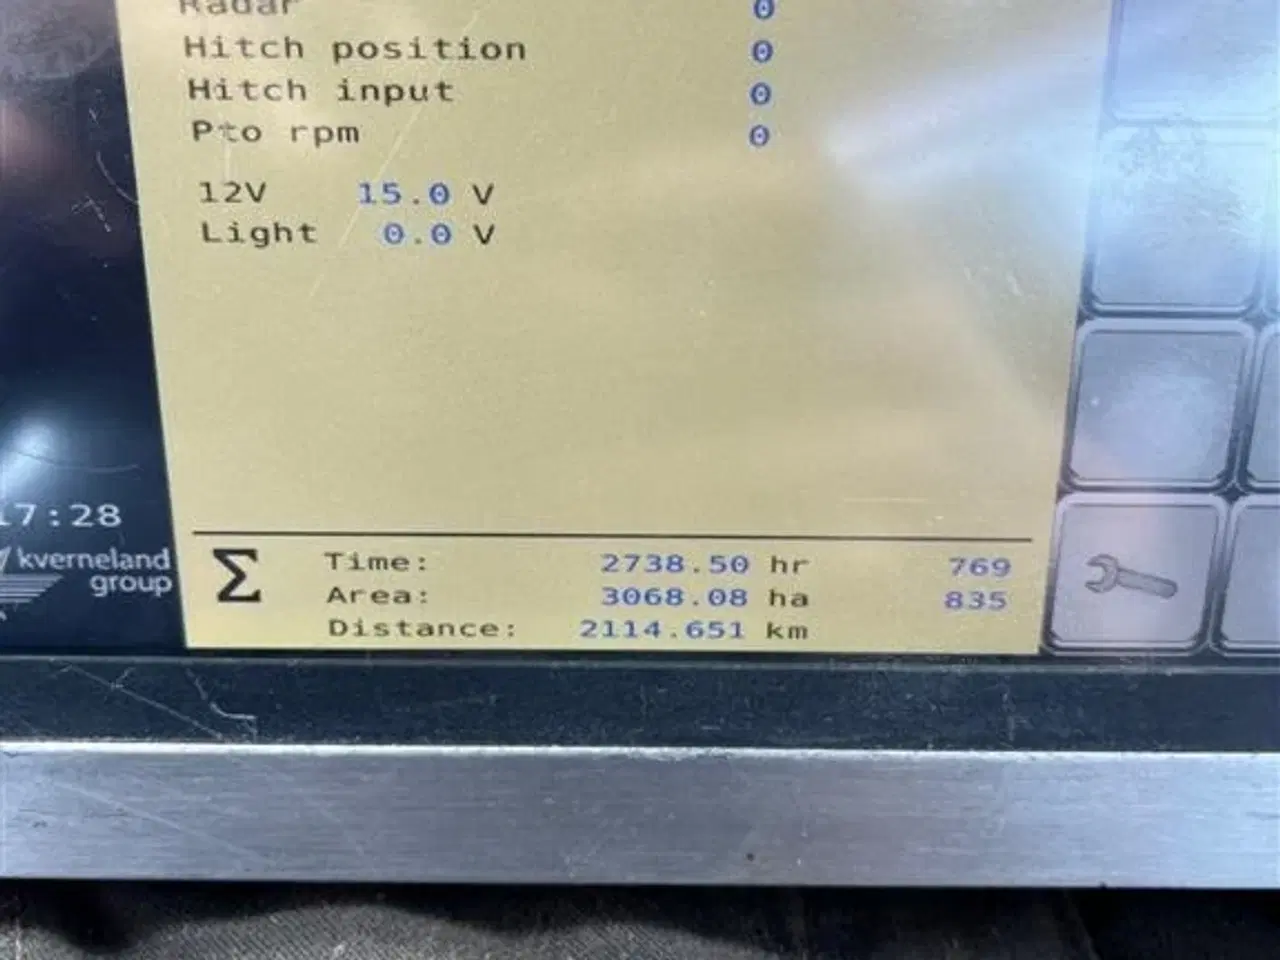 Radar 0
Hitch position 0
Hitch input 0
Pto rpm 0
12V 15.0 V
Light 0.0 V
17:28
kverneland
group
Σ
Time: 2738.50 hr 769
Area: 3068.08 ha 835
Distance: 2114.651 km